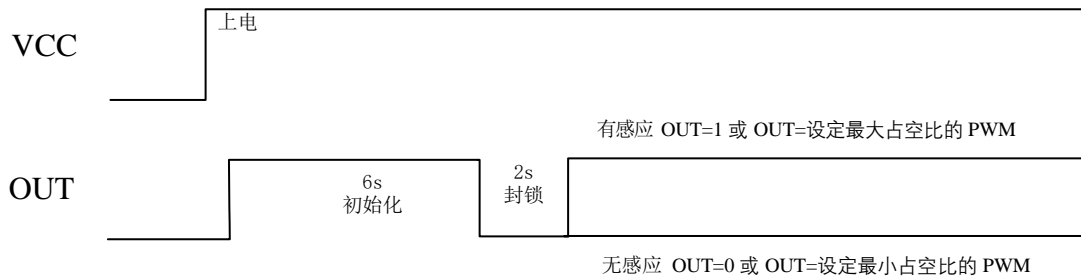 上电
VCC
有感应 OUT=1 或 OUT=设定最大占空比的 PWM
OUT
6s
初始化
2s
封锁
无感应 OUT=0 或 OUT=设定最小占空比的 PWM